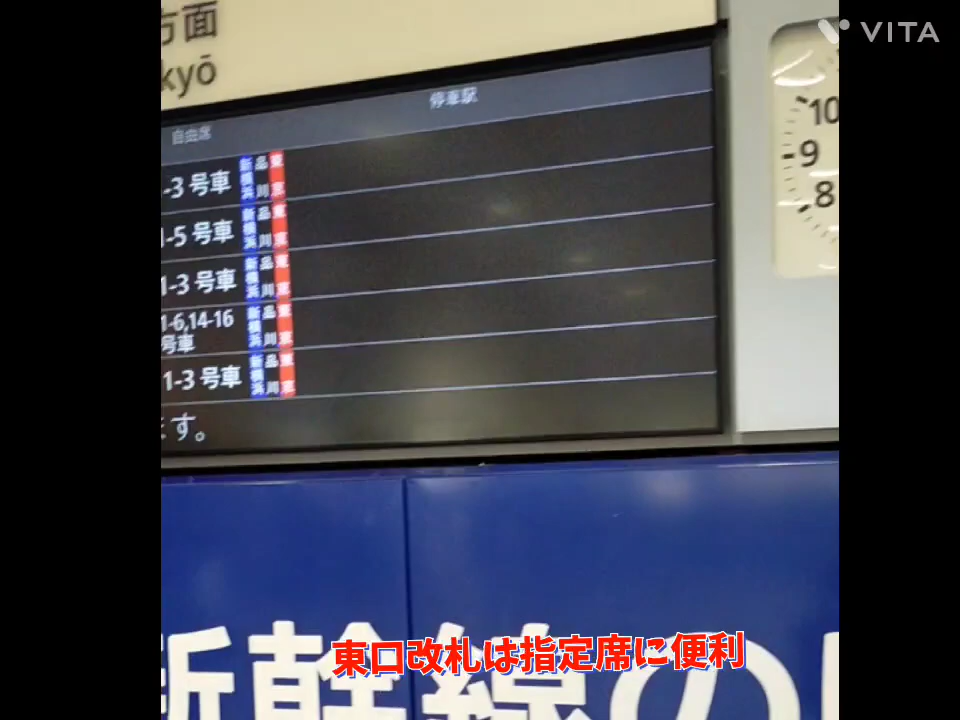 方面
kyō
VITA
停車駅
自由席
-3 号車 新横浜 品川 東京
1-5 号車 新横浜 品川 東京
1-3 号車 新横浜 品川 東京
1-6,14-16
号車 新横浜 品川 東京
1-3 号車 新横浜 品川 東京
ます。
10
9
8
新幹線の
東口改札は指定席に便利